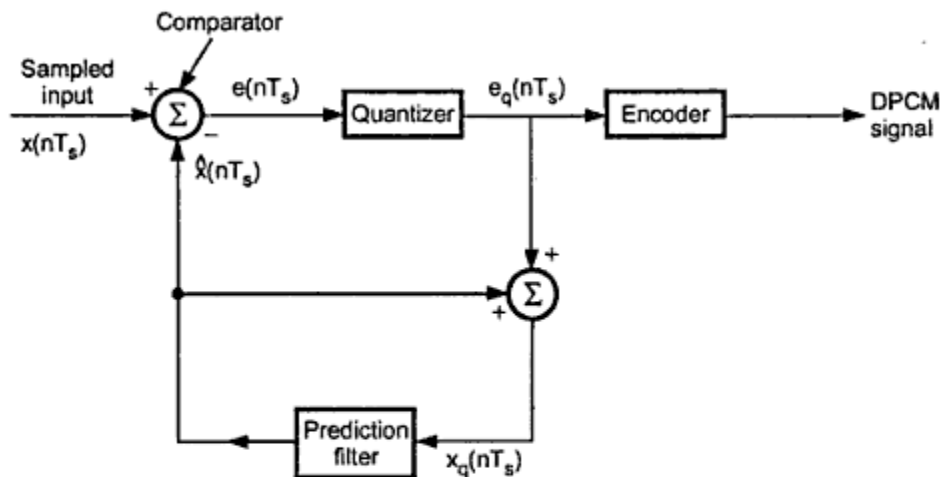 Comparator
Sampled
input
x(nTs)
+
Σ
−
e(nTs)
Quantizer
eq(nTs)
Encoder
DPCM
signal
x̂(nTs)
+
+
Σ
Prediction
filter
xq(nTs)